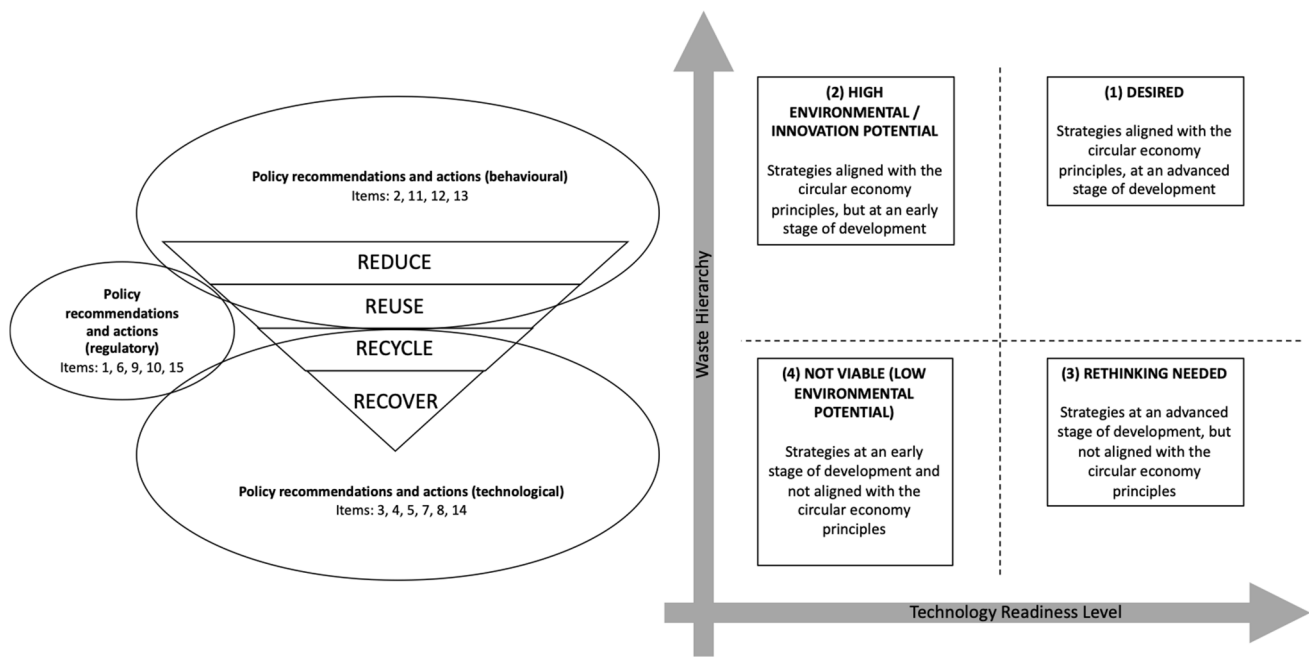 Policy recommendations and actions (behavioural)
Items: 2, 11, 12, 13
REDUCE
REUSE
RECYCLE
RECOVER
Policy
recommendations
and actions
(regulatory)
Items: 1, 6, 9, 10, 15
Policy recommendations and actions (technological)
Items: 3, 4, 5, 7, 8, 14
Waste Hierarchy
(2) HIGH
ENVIRONMENTAL /
INNOVATION POTENTIAL
Strategies aligned with the
circular economy
principles, but at an early
stage of development
(1) DESIRED
Strategies aligned with the
circular economy
principles, at an advanced
stage of development
(4) NOT VIABLE (LOW
ENVIRONMENTAL
POTENTIAL)
Strategies at an early
stage of development and
not aligned with the
circular economy
principles
(3) RETHINKING NEEDED
Strategies at an advanced
stage of development, but
not aligned with the
circular economy
principles
Technology Readiness Level